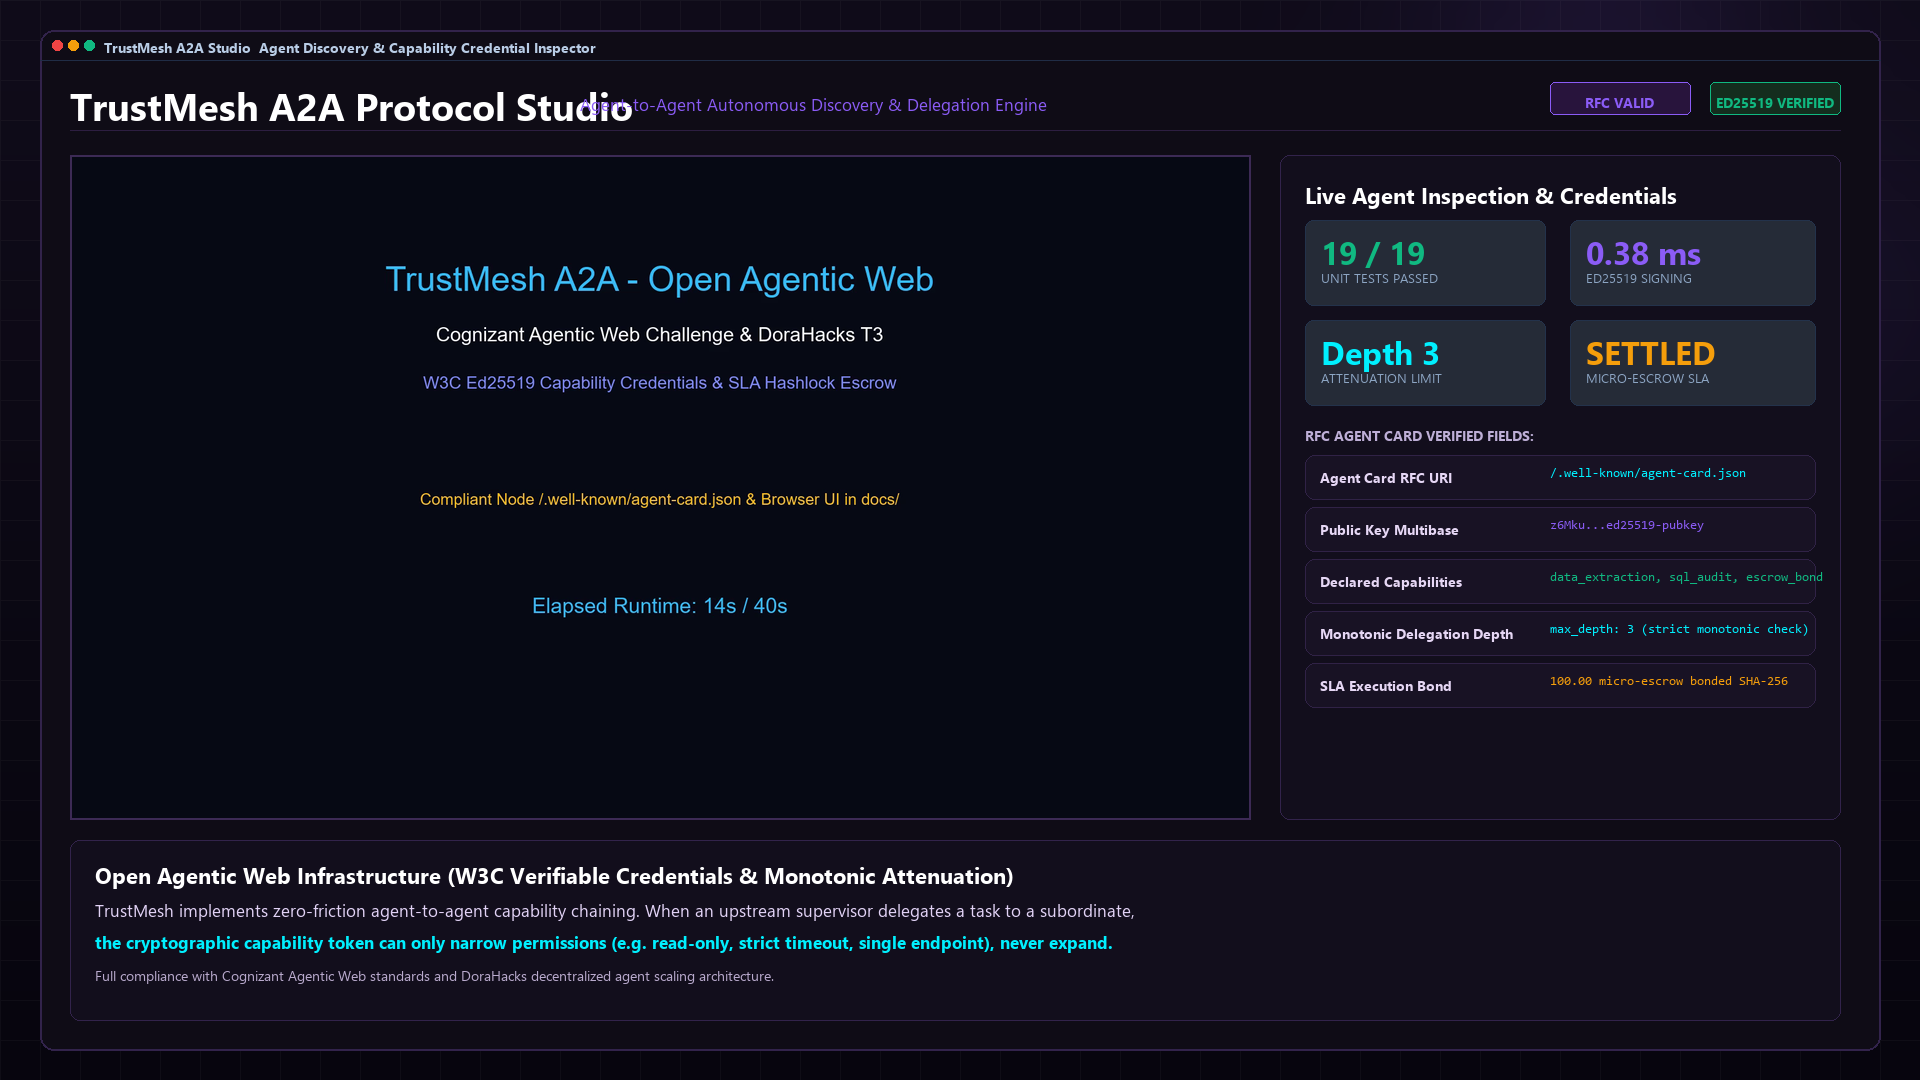 TrustMesh A2A Studio  Agent Discovery & Capability Credential Inspector
TrustMesh A2A Protocol Studio
Agent-to-Agent Autonomous Discovery & Delegation Engine
RFC VALID
ED25519 VERIFIED
TrustMesh A2A - Open Agentic Web
Cognizant Agentic Web Challenge & DoraHacks T3
W3C Ed25519 Capability Credentials & SLA Hashlock Escrow
Compliant Node /.well-known/agent-card.json & Browser UI in docs/
Elapsed Runtime: 14s / 40s
Live Agent Inspection & Credentials
19 / 19
UNIT TESTS PASSED
0.38 ms
ED25519 SIGNING
Depth 3
ATTENUATION LIMIT
SETTLED
MICRO-ESCROW SLA
RFC AGENT CARD VERIFIED FIELDS:
Agent Card RFC URI
/.well-known/agent-card.json
Public Key Multibase
z6Mku...ed25519-pubkey
Declared Capabilities
data_extraction, sql_audit, escrow_bond
Monotonic Delegation Depth
max_depth: 3 (strict monotonic check)
SLA Execution Bond
100.00 micro-escrow bonded SHA-256
Open Agentic Web Infrastructure (W3C Verifiable Credentials & Monotonic Attenuation)
TrustMesh implements zero-friction agent-to-agent capability chaining. When an upstream supervisor delegates a task to a subordinate,
the cryptographic capability token can only narrow permissions (e.g. read-only, strict timeout, single endpoint), never expand.
Full compliance with Cognizant Agentic Web standards and DoraHacks decentralized agent scaling architecture.